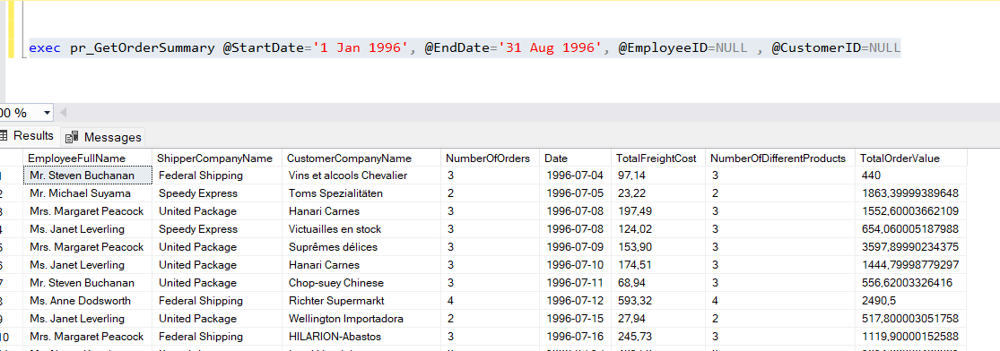 exec pr_GetOrderSummary @StartDate='1 Jan 1996', @EndDate='31 Aug 1996', @EmployeeID=NULL , @CustomerID=NULL
00 %
Results Messages
EmployeeFullName ShipperCompanyName CustomerCompanyName NumberOfOrders Date TotalFreightCost NumberOfDifferentProducts TotalOrderValue
1 Mr. Steven Buchanan Federal Shipping Vins et alcools Chevalier 3 1996-07-04 97,14 3 440
2 Mr. Michael Suyama Speedy Express Toms Spezialitäten 2 1996-07-05 23,22 2 1863,39999389648
3 Mrs. Margaret Peacock United Package Hanari Carnes 3 1996-07-08 197,49 3 1552,60003662109
4 Ms. Janet Leverling Speedy Express Victuailles en stock 3 1996-07-08 124,02 3 654,060005187988
5 Mrs. Margaret Peacock United Package Suprêmes délices 3 1996-07-09 153,90 3 3597,89990234375
6 Ms. Janet Leverling United Package Hanari Carnes 3 1996-07-10 174,51 3 1444,79998779297
7 Mr. Steven Buchanan United Package Chop-suey Chinese 3 1996-07-11 68,94 3 556,62003326416
8 Ms. Anne Dodsworth Federal Shipping Richter Supermarkt 4 1996-07-12 593,32 4 2490,5
9 Ms. Janet Leverling United Package Wellington Importadora 2 1996-07-15 27,94 2 517,800003051758
10 Mrs. Margaret Peacock Federal Shipping HILARION-Abastos 3 1996-07-16 245,73 3 1119,90000152588